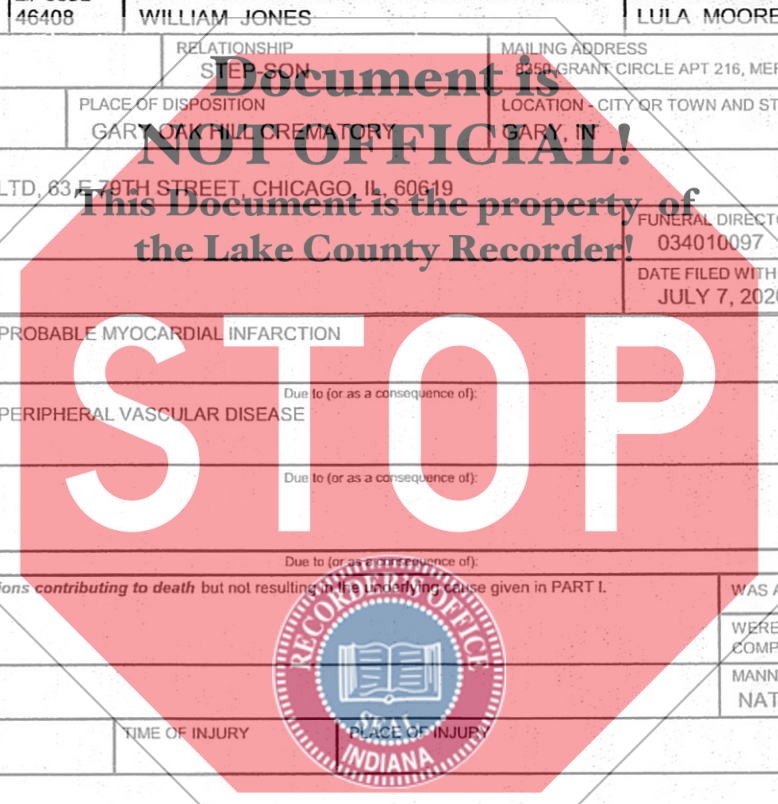 46408 WILLIAM JONES LULA MOORE
RELATIONSHIP MAILING ADDRESS
STEP-SON 8350 GRANT CIRCLE APT 216, MER
Document is
PLACE OF DISPOSITION LOCATION - CITY OR TOWN AND ST
GARY OAK HILL CREMATORY GARY, IN
NOT OFFICIAL!
LTD, 63 E 79TH STREET, CHICAGO, IL, 60619
This Document is the property of
the Lake County Recorder!
FUNERAL DIRECTO
034010097
DATE FILED WITH
JULY 7, 2020
PROBABLE MYOCARDIAL INFARCTION
STOP
Due to (or as a consequence of):
PERIPHERAL VASCULAR DISEASE
Due to (or as a consequence of):
Due to (or as a consequence of):
ions contributing to death but not resulting in the underlying cause given in PART I.
WAS A
WERE
COMP
MANN
NAT
RECORDER'S OFFICE
SEAL
INDIANA
TIME OF INJURY PLACE OF INJURY